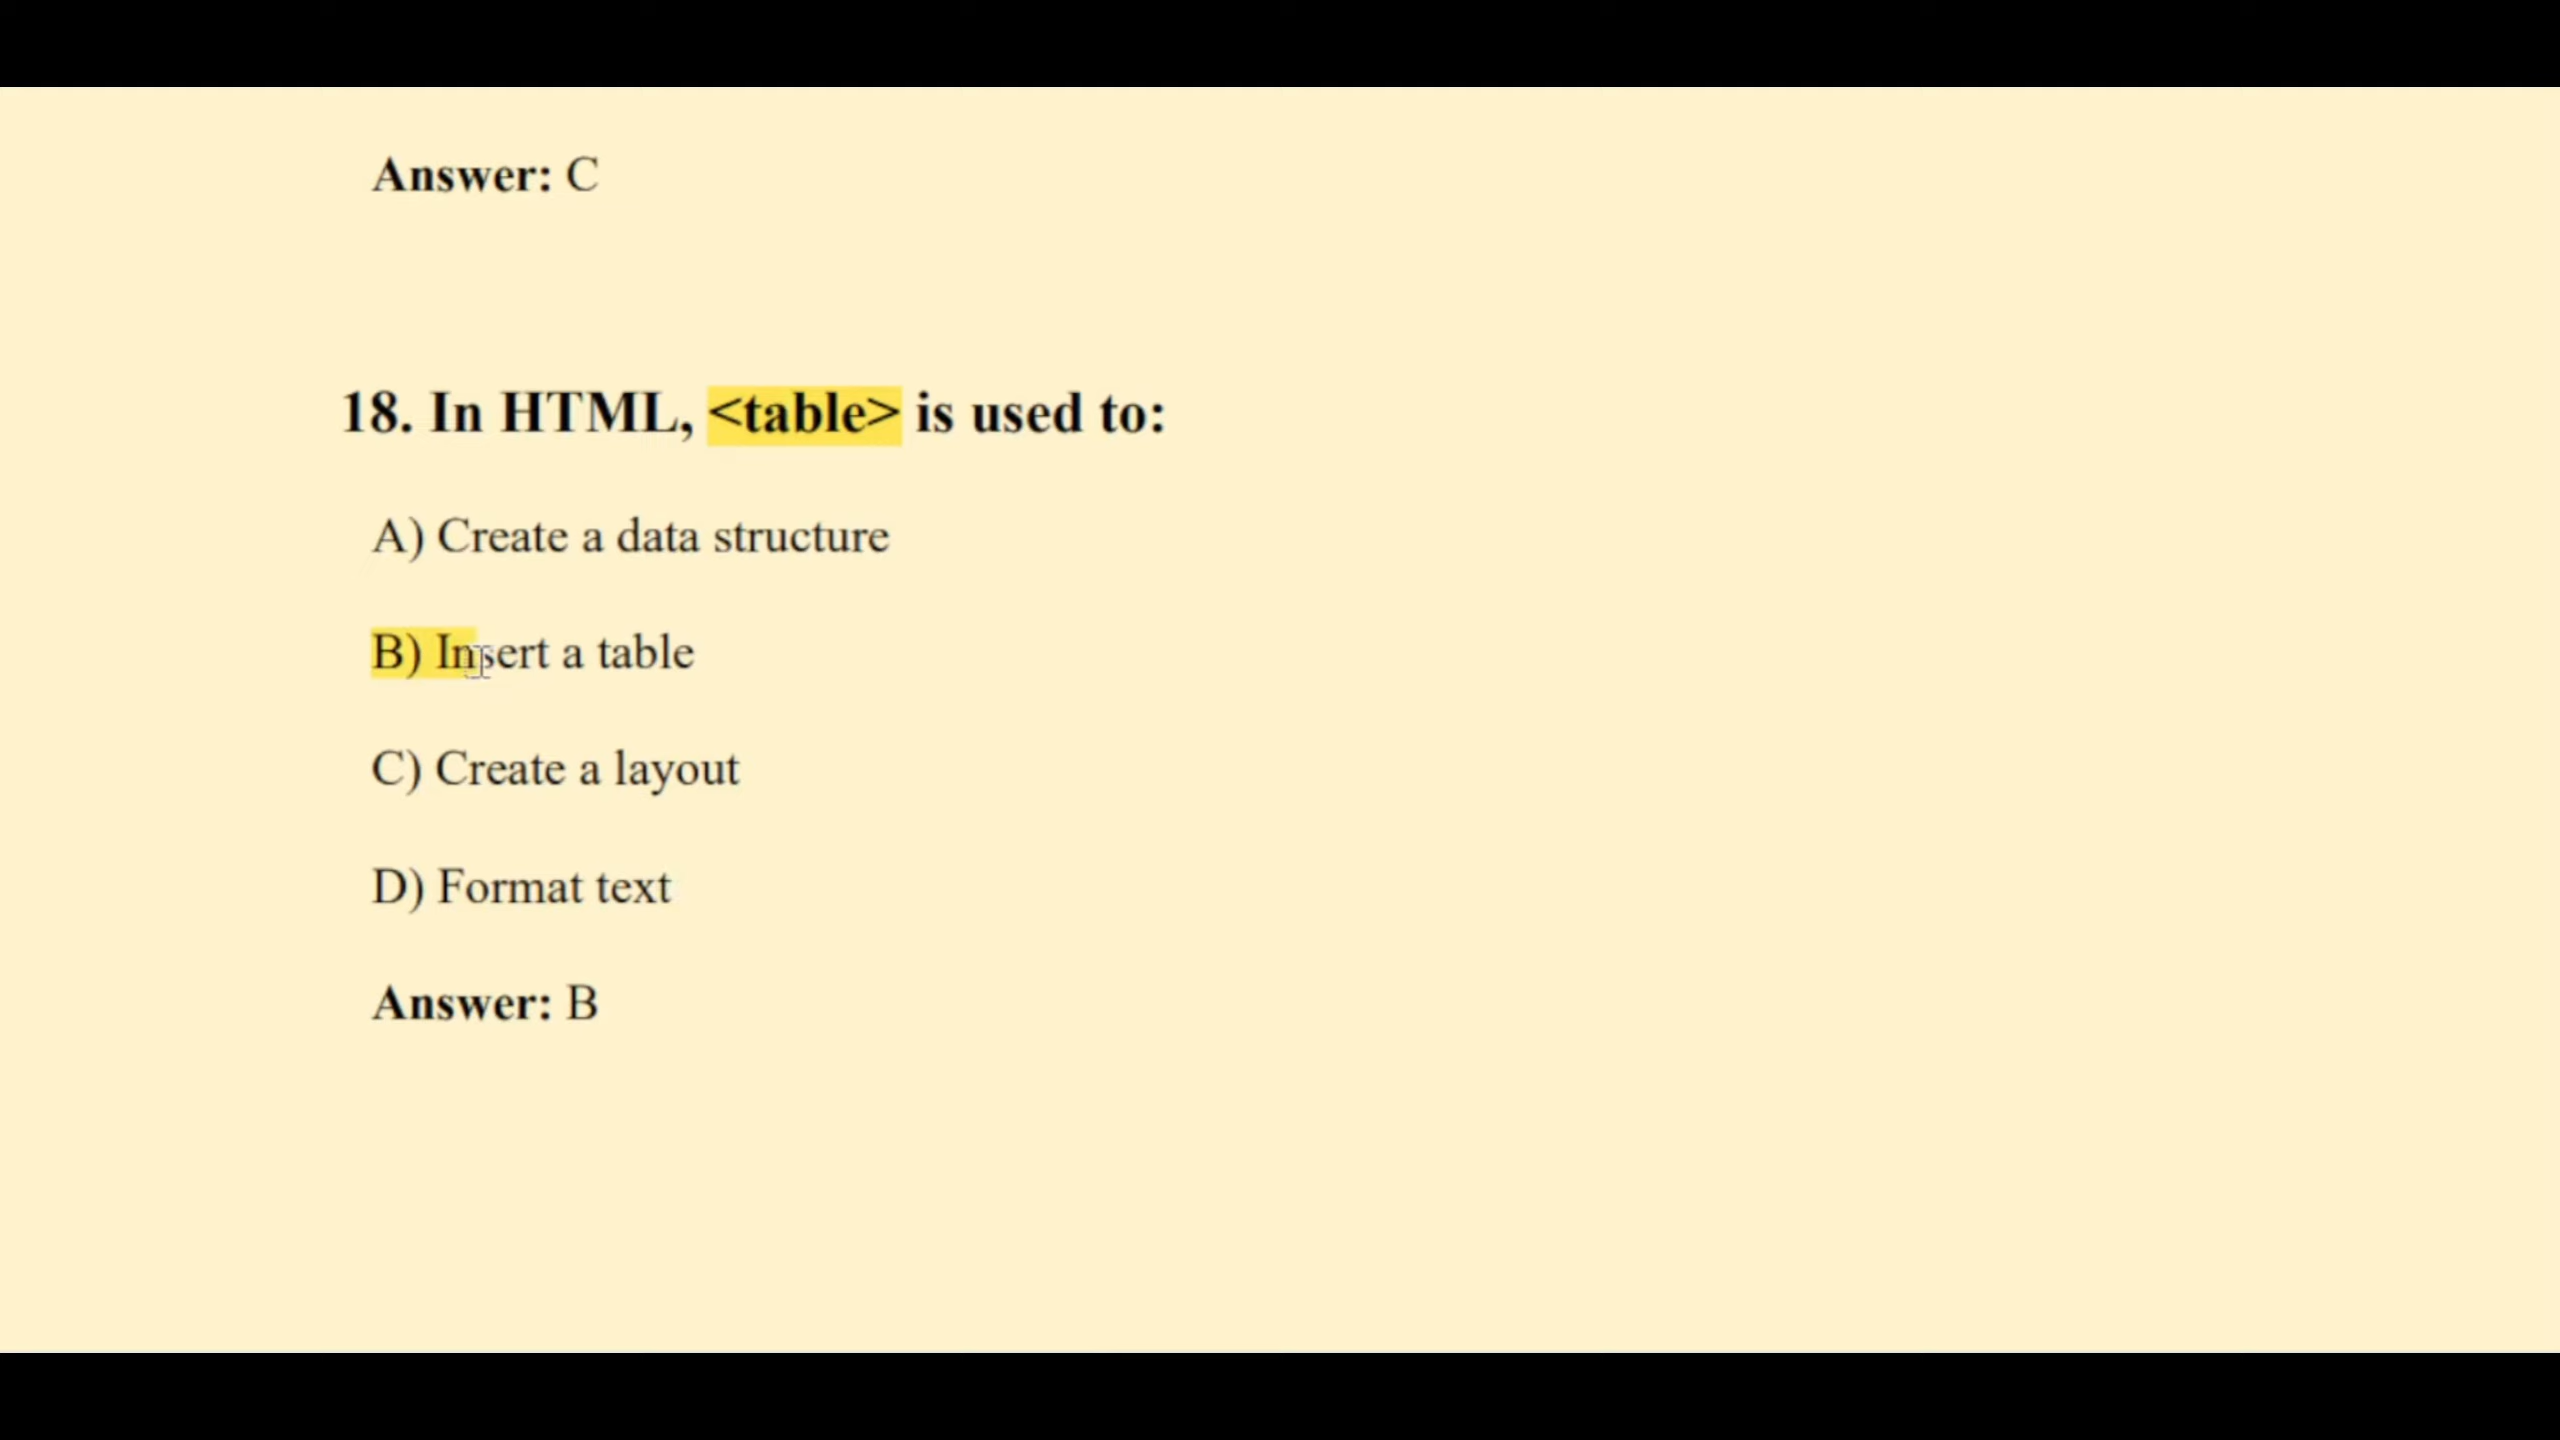 Answer: C
18. In HTML, <table> is used to:
A) Create a data structure
B) Insert a table
C) Create a layout
D) Format text
Answer: B